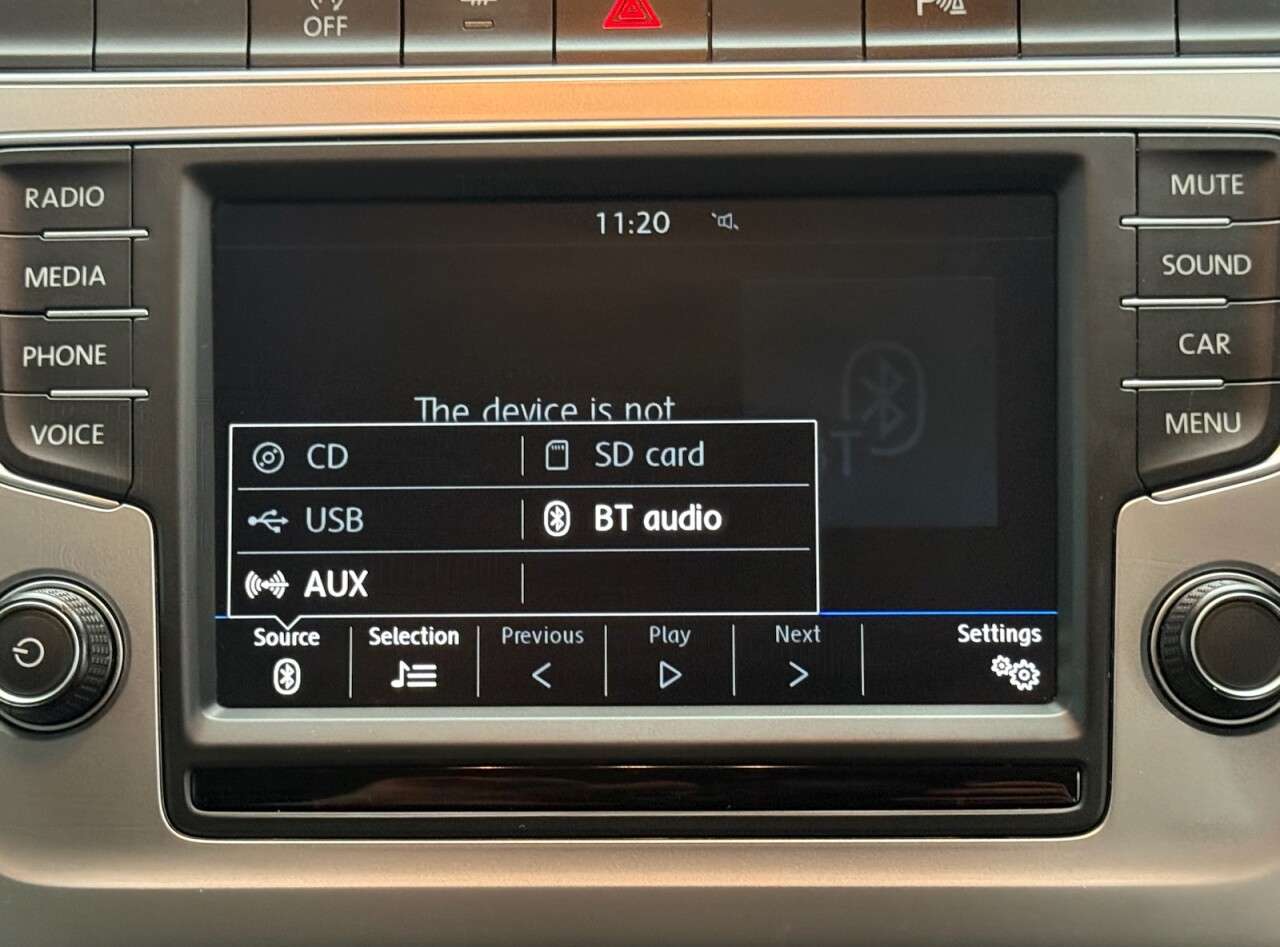 OFF
RADIO
MEDIA
PHONE
VOICE
11:20
The device is not
CD
SD card
USB
BT audio
AUX
Source
Selection
Previous
Play
Next
Settings
MUTE
SOUND
CAR
MENU